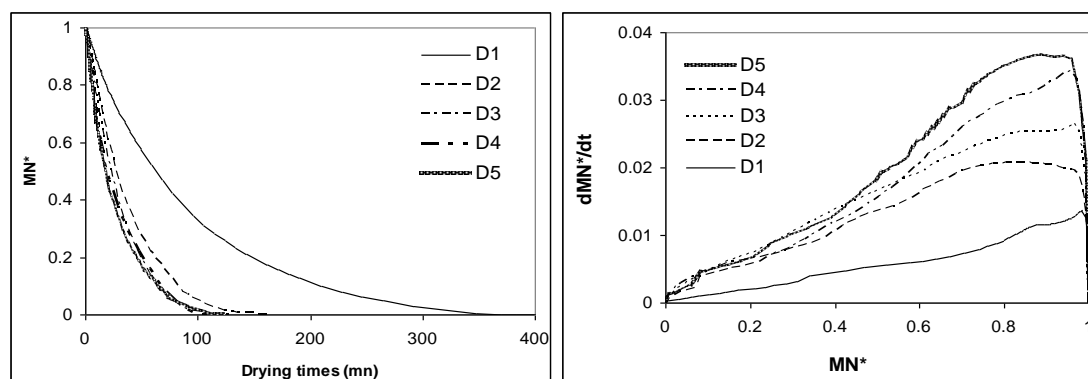 1
0.8
0.6
0.4
0.2
0
MN*
0 100 200 300 400
Drying times (mn)
D1
D2
D3
D4
D5
0.04
0.03
0.02
0.01
0
dMN*/dt
0 0.2 0.4 0.6 0.8 1
MN*
D5
D4
D3
D2
D1